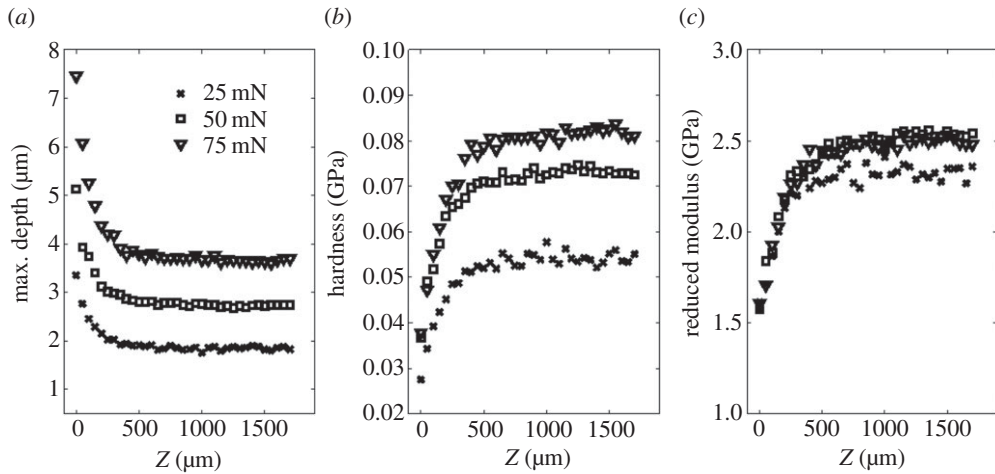 (a)
max. depth (μm)
8
7
6
5
4
3
2
1
25 mN
50 mN
75 mN
0 500 1000 1500
Z (μm)
(b)
hardness (GPa)
0.10
0.09
0.08
0.07
0.06
0.05
0.04
0.03
0.02
0 500 1000 1500
Z (μm)
(c)
reduced modulus (GPa)
3.0
2.5
2.0
1.5
1.0
0 500 1000 1500
Z (μm)